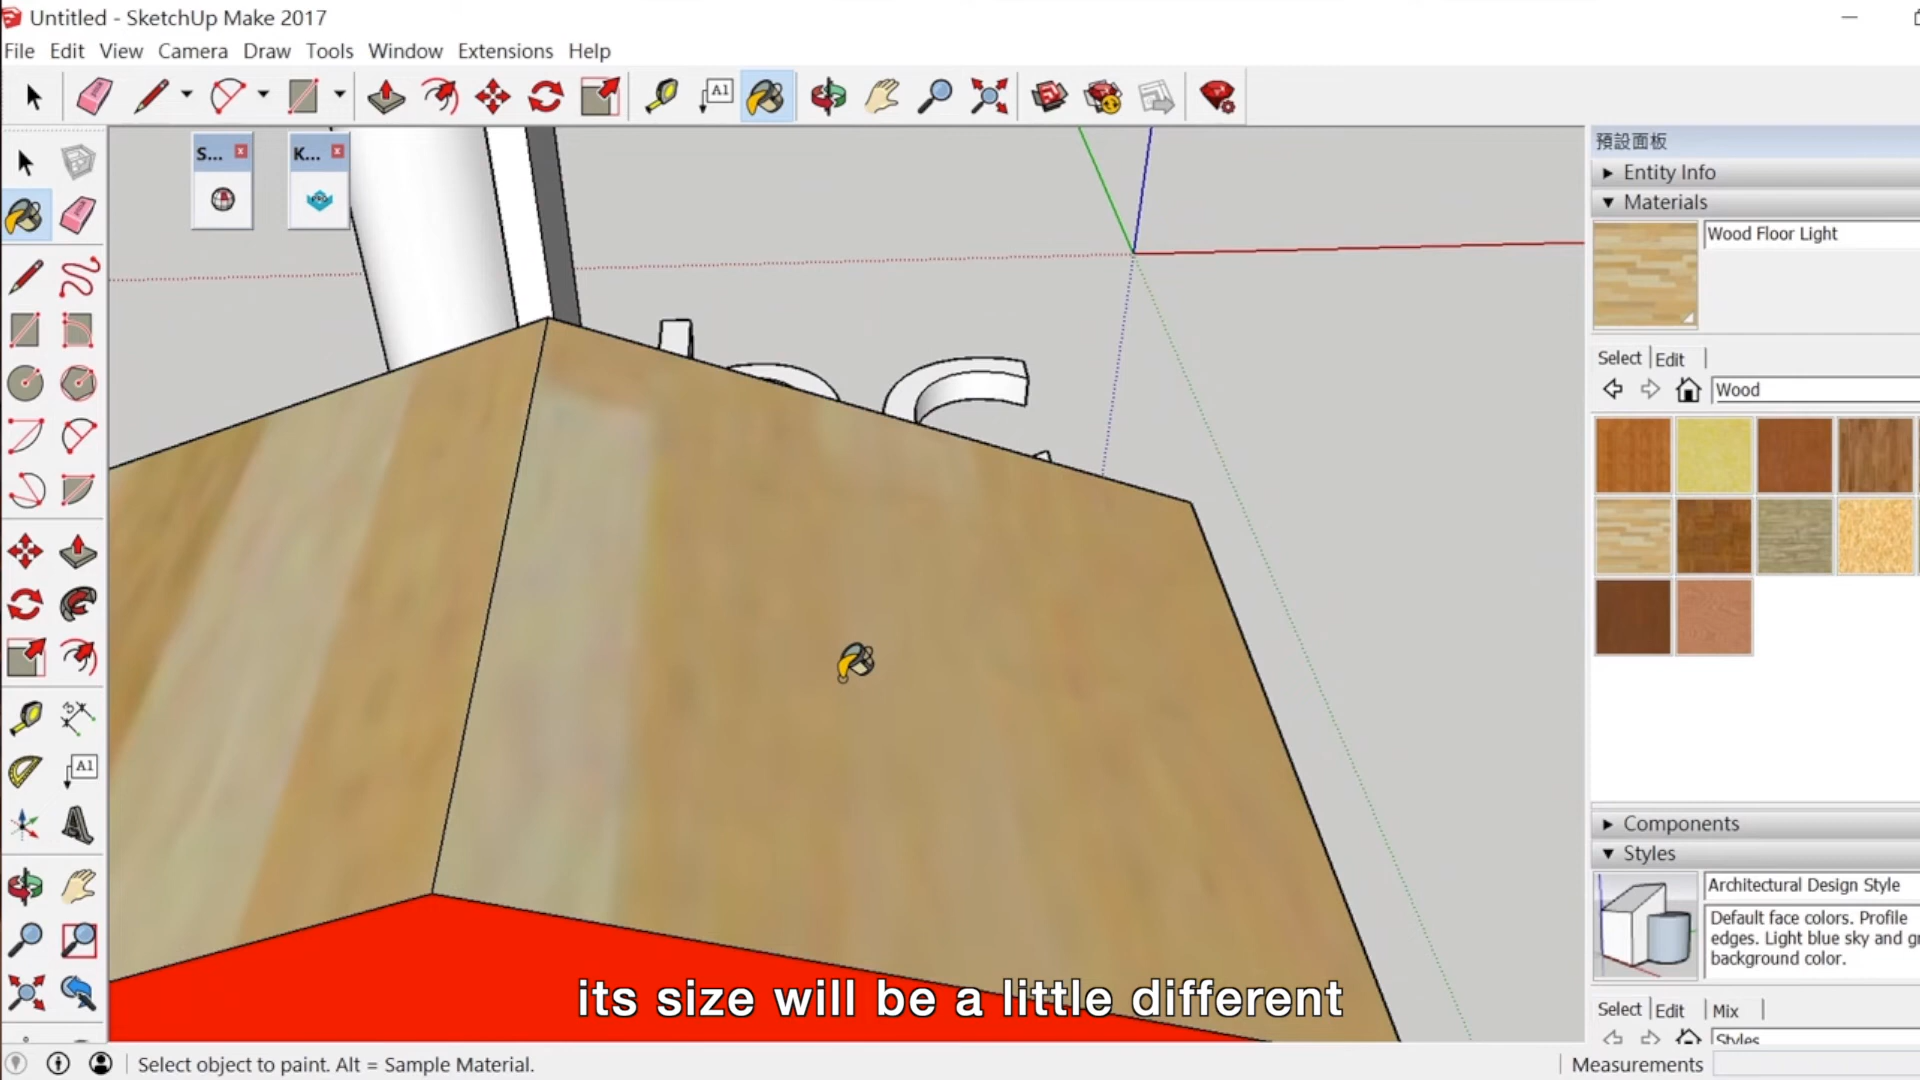 Untitled - SketchUp Make 2017
File Edit View Camera Draw Tools Window Extensions Help
A1
S...
K...
預設面板
Entity Info
Materials
Wood Floor Light
Select Edit
Wood
A1
Components
Styles
Architectural Design Style
Default face colors. Profile
edges. Light blue sky and gr
background color.
its size will be a little different
Select Edit Mix
Styles
Select object to paint. Alt = Sample Material.
Measurements